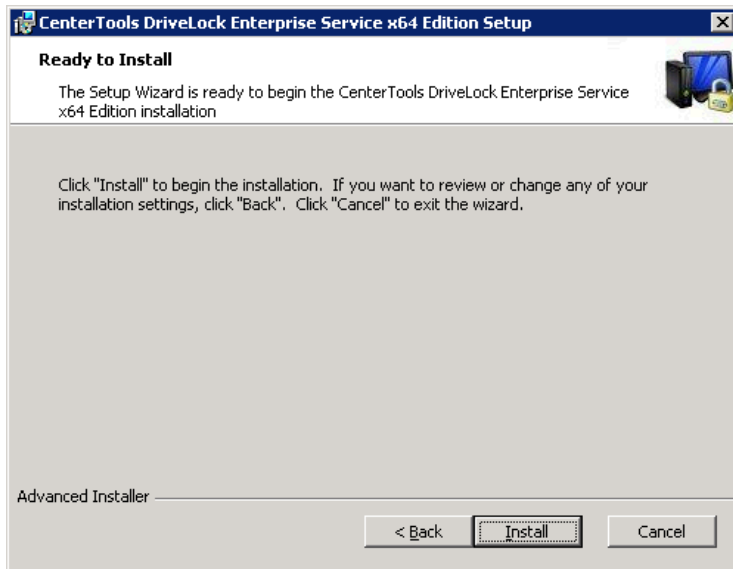 CenterTools DriveLock Enterprise Service x64 Edition Setup
Ready to Install
The Setup Wizard is ready to begin the CenterTools DriveLock Enterprise Service
x64 Edition installation
Click "Install" to begin the installation. If you want to review or change any of your
installation settings, click "Back". Click "Cancel" to exit the wizard.
Advanced Installer
< Back
Install
Cancel